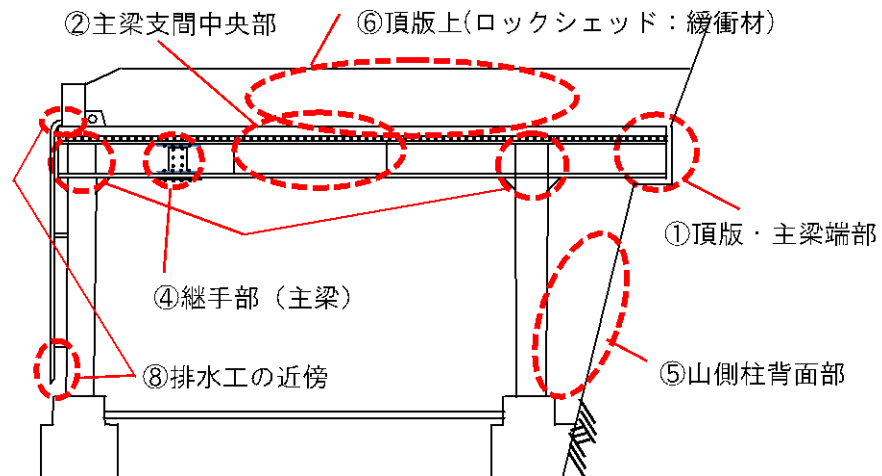 ②主梁支間中央部
⑥頂版上(ロックシェッド：緩衝材)
①頂版・主梁端部
④継手部（主梁）
⑧排水工の近傍
⑤山側柱背面部